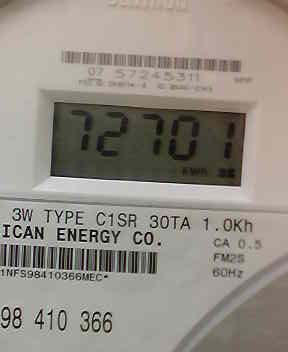 07 57245311
72701
KWH
3W TYPE C1SR 30TA 1.0Kh
ICAN ENERGY CO.
CA 0.5
FM2S
60Hz
1NFS98410366MEC*
98 410 366